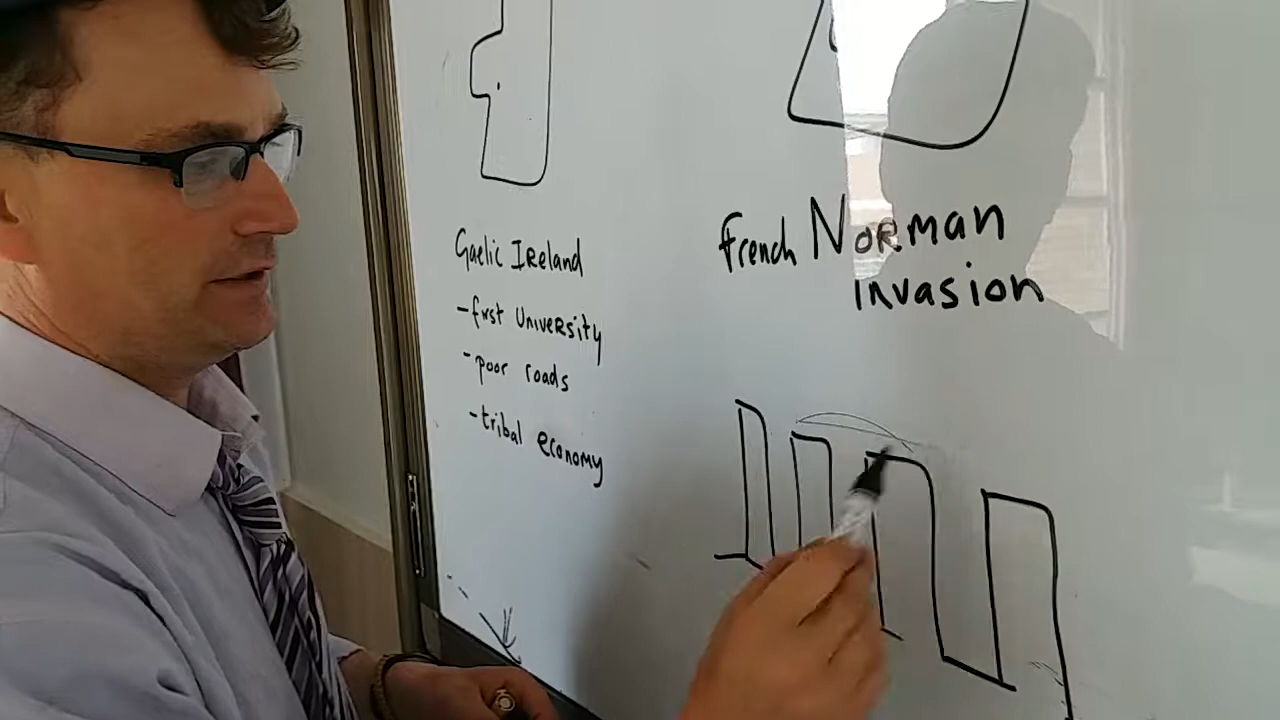 Gaelic Ireland
- first University
- poor roads
- tribal economy
French Norman
invasion